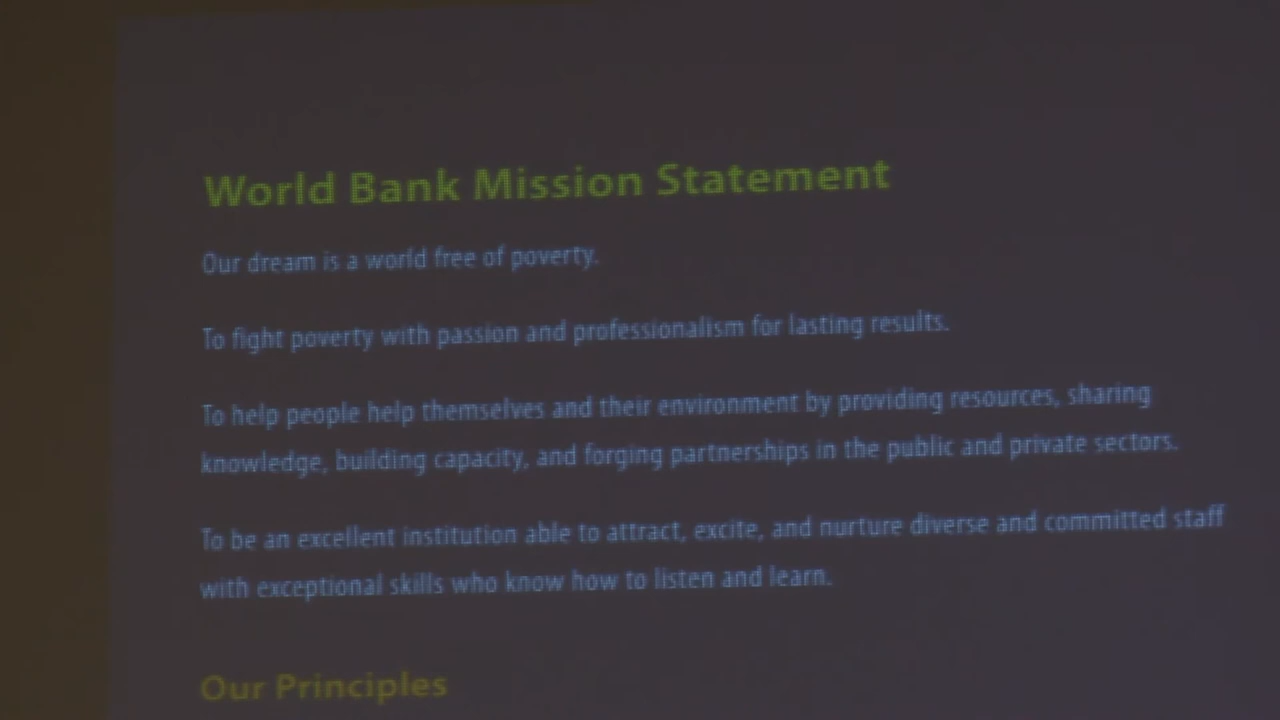 World Bank Mission Statement
Our dream is a world free of poverty.
To fight poverty with passion and professionalism for lasting results.
To help people help themselves and their environment by providing resources, sharing
knowledge, building capacity, and forging partnerships in the public and private sectors.
To be an excellent institution able to attract, excite, and nurture diverse and committed staff
with exceptional skills who know how to listen and learn.
Our Principles